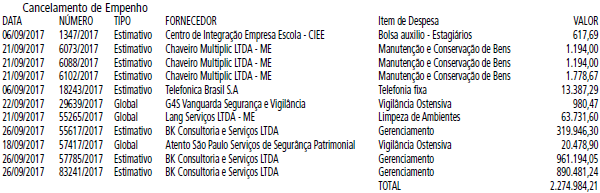 Cancelamento de Empenho
DATA NÚMERO TIPO FORNECEDOR Item de Despesa VALOR
06/09/2017 1347/2017 Estimativo Centro de Integração Empresa Escola - CIEE Bolsa auxilio - Estagiários 617,69
21/09/2017 6073/2017 Estimativo Chaveiro Multiplic LTDA - ME Manutenção e Conservação de Bens 1.194,00
21/09/2017 6088/2017 Estimativo Chaveiro Multiplic LTDA - ME Manutenção e Conservação de Bens 1.194,00
21/09/2017 6102/2017 Estimativo Chaveiro Multiplic LTDA - ME Manutenção e Conservação de Bens 1.778,67
06/09/2017 18243/2017 Estimativo Telefonica Brasil S.A Telefonia fixa 13.387,29
22/09/2017 29639/2017 Global G4S Vanguarda Segurança e Vigilância Vigilância Ostensiva 980,47
21/09/2017 55265/2017 Global Lang Serviços LTDA - ME Limpeza de Ambientes 63.731,60
26/09/2017 55617/2017 Estimativo BK Consultoria e Serviços LTDA Gerenciamento 319.946,30
18/09/2017 57417/2017 Global Atento São Paulo Serviços de Segurança Patrimonial Vigilância Ostensiva 20.478,90
26/09/2017 57785/2017 Estimativo BK Consultoria e Serviços LTDA Gerenciamento 961.194,05
26/09/2017 83241/2017 Estimativo BK Consultoria e Serviços LTDA Gerenciamento 890.481,24
TOTAL 2.274.984,21